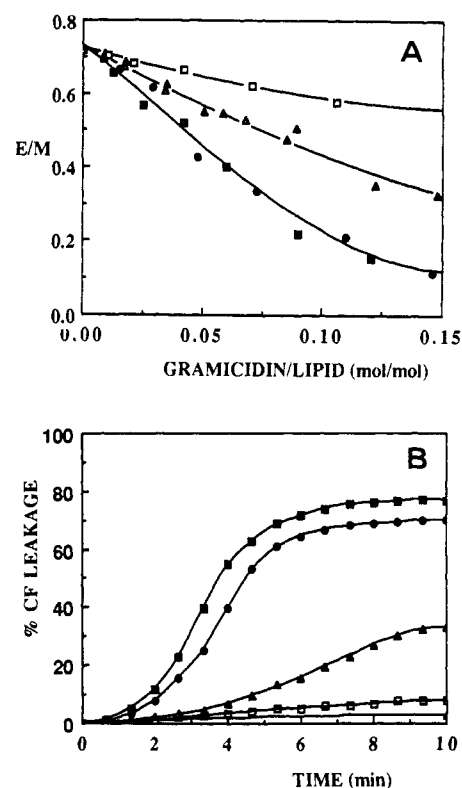 0.8
A
0.6
E/M
0.4
0.2
0.0
0.00 0.05 0.10 0.15
GRAMICIDIN/LIPID (mol/mol)
100
B
80
% CF LEAKAGE
60
40
20
0
0 2 4 6 8 10
TIME (min)